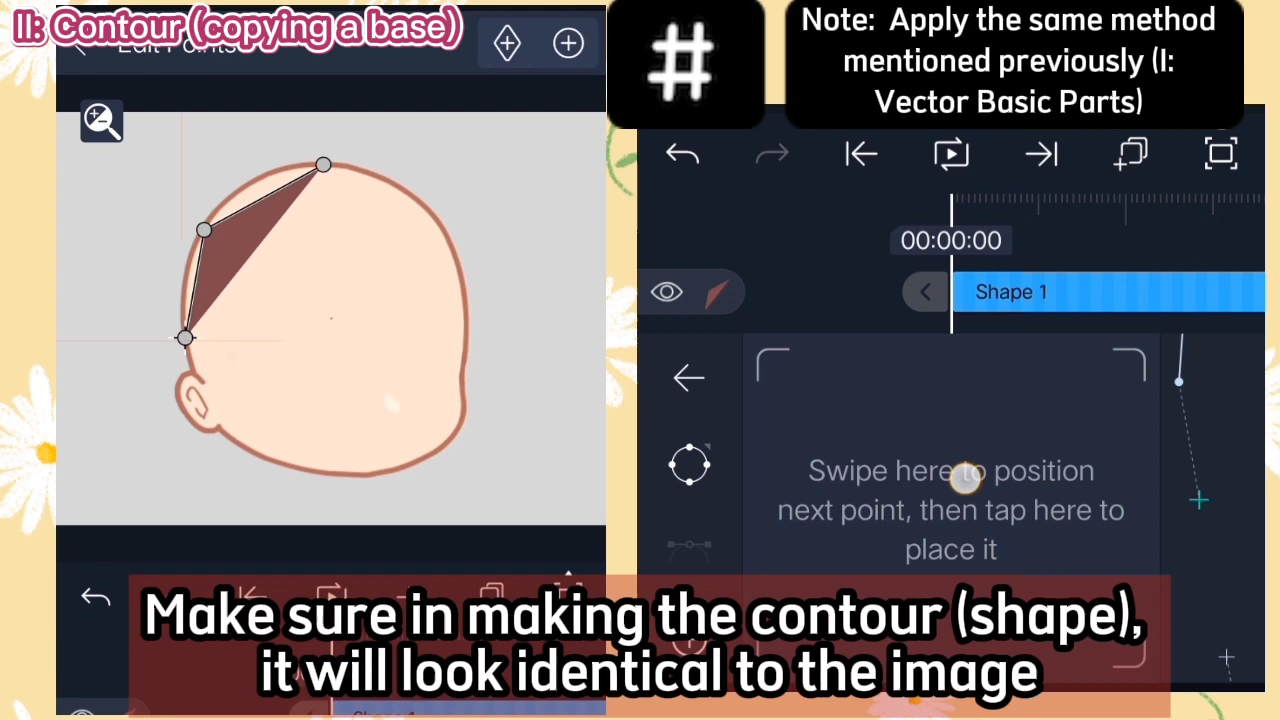 II: Contour (copying a base)
Edit Points
#
Note: Apply the same method
mentioned previously (I:
Vector Basic Parts)
00:00:00
Shape 1
Swipe here to position
next point, then tap here to
place it
Make sure in making the contour (shape),
it will look identical to the image
Shape 1